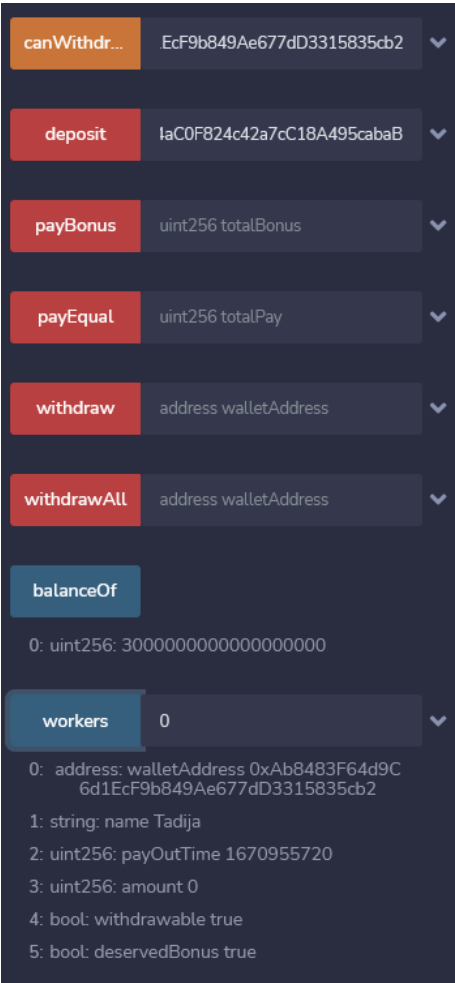 canWithdr... .EcF9b849Ae677dD3315835cb2
deposit 4aC0F824c42a7cC18A495cabaB
payBonus uint256 totalBonus
payEqual uint256 totalPay
withdraw address walletAddress
withdrawAll address walletAddress
balanceOf
0: uint256: 3000000000000000000
workers 0
0: address: walletAddress 0xAb8483F64d9C
6d1EcF9b849Ae677dD3315835cb2
1: string: name Tadija
2: uint256: payOutTime 1670955720
3: uint256: amount 0
4: bool: withdrawable true
5: bool: deservedBonus true